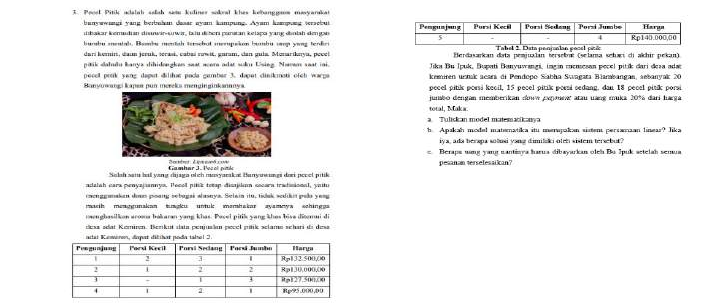 3. Pecel Pitik adalah salah satu kuliner sakral khas kebanggaan masyarakat
banyuwangi yang berbahan dasar ayam kampung. Ayam kampung tersebut
dibakar kemudian disuwir-suwir, lalu diberi parutan kelapa yang diolah dengan
bumbu mentah. Bumbu mentah tersebut merupakan bumbu urap yang terdiri
dari kemiri, daun jeruk, terasi, cabai rawit, garam, dan gula. Menariknya, pecel
pitik dahulu hanya dihidangkan saat acara adat suku Using. Namun saat ini,
pecel pitik yang dapat dilihat pada gambar 3. dapat dinikmati oleh warga
Banyuwangi kapan pun mereka menginginkannya.
Sumber:
Gambar 3. Pecel pitik
Salah satu hal yang dijaga oleh masyarakat Banyuwangi dari pecel pitik
adalah cara penyajiannya. Pecel pitik tetap disajikan secara tradisional, yaitu
menggunakan daun pisang sebagai alasnya. Selain itu, tidak sedikit pula yang
masih menggunakan tungku untuk membakar ayamnya sehingga
menghasilkan aroma bakaran yang khas. Pecel pitik yang khas bisa ditemui di
desa adat Kemiren. Berikut data penjualan pecel pitik selama sehari di desa
adat Kemiren, dapat dilihat pada tabel 2.
Pengunjung Porsi Kecil Porsi Sedang Porsi Jumbo Harga
1 2 3 1 Rp132.500,00
2 1 2 2 Rp130.000,00
3 - 1 3 Rp127.500,00
4 1 2 1 Rp95.000,00
Pengunjung Porsi Kecil Porsi Sedang Porsi Jumbo Harga
5 - - 4 Rp140.000,00
Tabel 2. Data penjualan pecel pitik
Berdasarkan data penjualan tersebut (selama sehari di akhir pekan).
Jika Bu Ipuk, Bupati Banyuwangi, ingin memesan pecel pitik dari desa adat
kemiren untuk acara di Pendopo Sabha Swagata Blambangan, sebanyak 20
pecel pitik porsi kecil, 15 pecel pitik porsi sedang, dan 18 pecel pitik porsi
jumbo dengan memberikan down payment atau uang muka 20% dari harga
total, Maka:
a. Tuliskan model matematikanya
b. Apakah model matematika itu merupakan sistem persamaan linear? Jika
iya, ada berapa solusi yang dimiliki oleh sistem tersebut?
c. Berapa uang yang nantinya harus dibayarkan oleh Bu Ipuk setelah semua
pesanan terselesaikan?